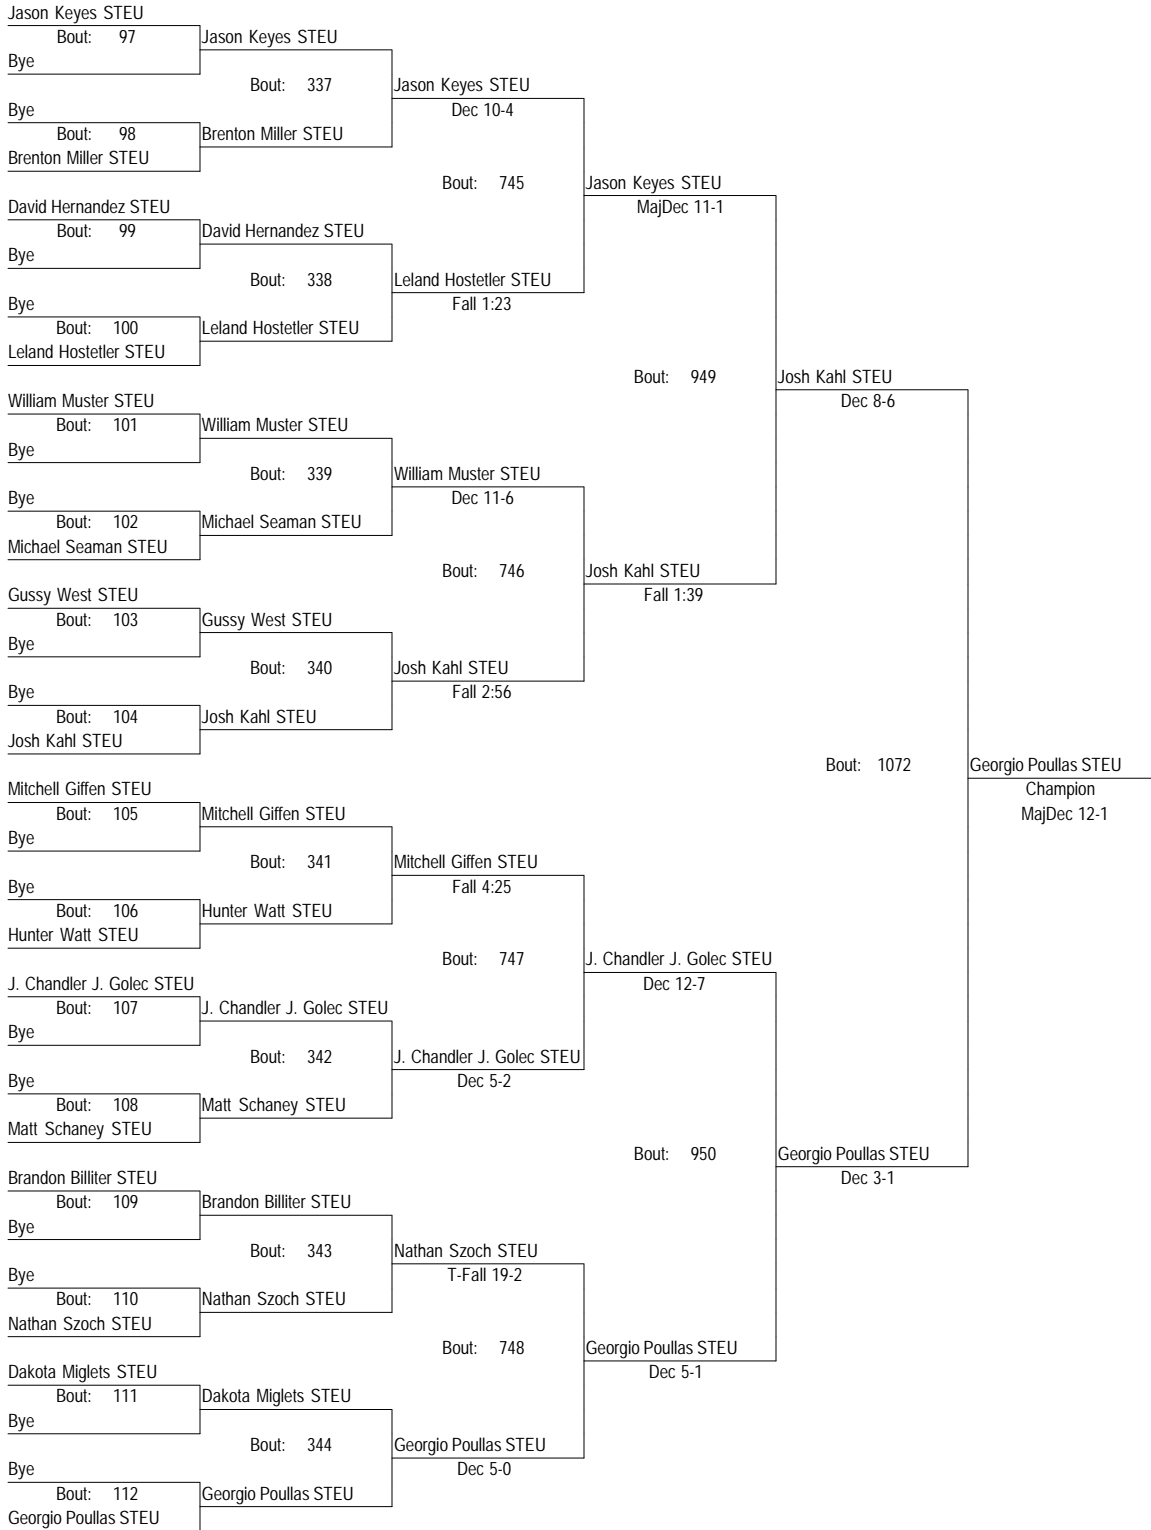 Jason Keyes STEU
Bout: 97
Jason Keyes STEU
Bye
Bout: 337
Jason Keyes STEU
Dec 10-4
Bye
Bout: 98
Brenton Miller STEU
Brenton Miller STEU
Bout: 745
Jason Keyes STEU
MajDec 11-1
David Hernandez STEU
Bout: 99
David Hernandez STEU
Bye
Bout: 338
Leland Hostetler STEU
Fall 1:23
Bye
Bout: 100
Leland Hostetler STEU
Leland Hostetler STEU
Bout: 949
Josh Kahl STEU
Dec 8-6
William Muster STEU
Bout: 101
William Muster STEU
Bye
Bout: 339
William Muster STEU
Dec 11-6
Bye
Bout: 102
Michael Seaman STEU
Michael Seaman STEU
Bout: 746
Josh Kahl STEU
Fall 1:39
Gussy West STEU
Bout: 103
Gussy West STEU
Bye
Bout: 340
Josh Kahl STEU
Fall 2:56
Bye
Bout: 104
Josh Kahl STEU
Josh Kahl STEU
Bout: 1072
Georgio Poullas STEU
Champion
MajDec 12-1
Mitchell Giffen STEU
Bout: 105
Mitchell Giffen STEU
Bye
Bout: 341
Mitchell Giffen STEU
Fall 4:25
Bye
Bout: 106
Hunter Watt STEU
Hunter Watt STEU
Bout: 747
J. Chandler J. Golec STEU
Dec 12-7
J. Chandler J. Golec STEU
Bout: 107
J. Chandler J. Golec STEU
Bye
Bout: 342
J. Chandler J. Golec STEU
Dec 5-2
Bye
Bout: 108
Matt Schaney STEU
Matt Schaney STEU
Bout: 950
Georgio Poullas STEU
Dec 3-1
Brandon Billiter STEU
Bout: 109
Brandon Billiter STEU
Bye
Bout: 343
Nathan Szoch STEU
T-Fall 19-2
Bye
Bout: 110
Nathan Szoch STEU
Nathan Szoch STEU
Bout: 748
Georgio Poullas STEU
Dec 5-1
Dakota Miglets STEU
Bout: 111
Dakota Miglets STEU
Bye
Bout: 344
Georgio Poullas STEU
Dec 5-0
Bye
Bout: 112
Georgio Poullas STEU
Georgio Poullas STEU